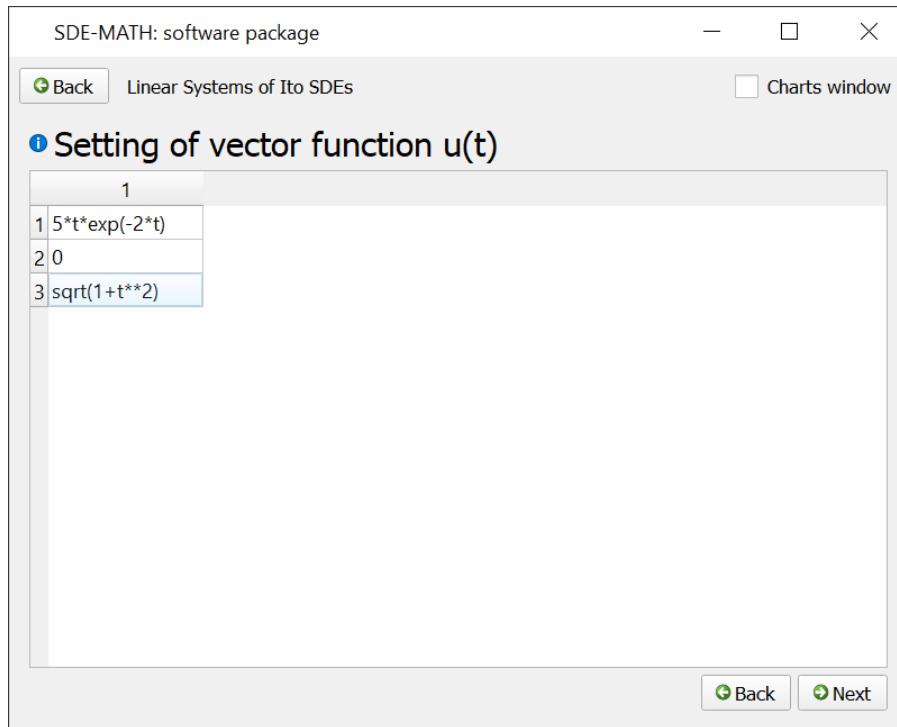 SDE-MATH: software package
Back Linear Systems of Ito SDEs Charts window
Setting of vector function u(t)
1
1 5*t*exp(-2*t)
2 0
3 sqrt(1+t**2)
Back Next